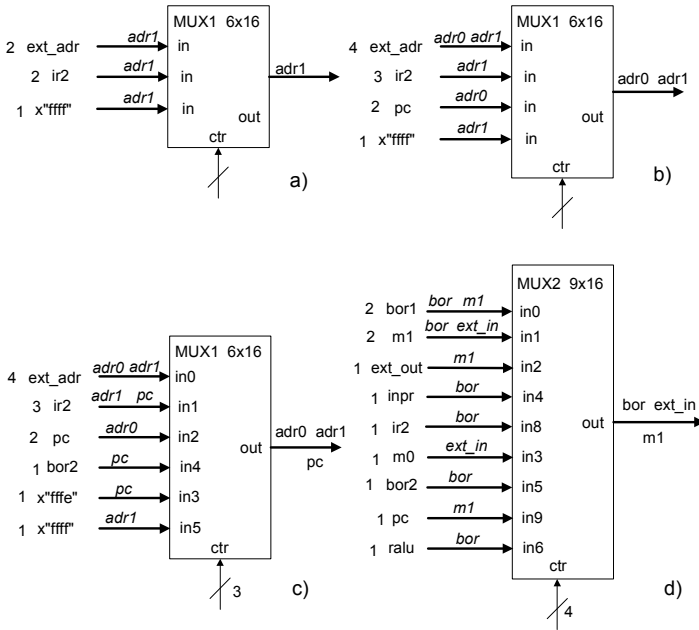 MUX1 6x16
2 ext_adr adr1 in
2 ir2 adr1 in
1 x"ffff" adr1 in
adr1
out
ctr
a)
MUX1 6x16
4 ext_adr adr0 adr1 in
3 ir2 adr1 in
2 pc adr0 in
1 x"ffff" adr1 in
adr0 adr1
out
ctr
b)
MUX1 6x16
4 ext_adr adr0 adr1 in0
3 ir2 adr1 pc in1
2 pc adr0 in2
1 bor2 pc in4
1 x"fffe" pc in3
1 x"ffff" adr1 in5
out adr0 adr1
pc
ctr
3
c)
MUX2 9x16
2 bor1 bor m1 in0
2 m1 bor ext_in in1
1 ext_out m1 in2
1 inpr bor in4
1 ir2 bor in8
1 m0 ext_in in3
1 bor2 bor in5
1 pc m1 in9
1 ralu bor in6
out bor ext_in
m1
ctr
4
d)